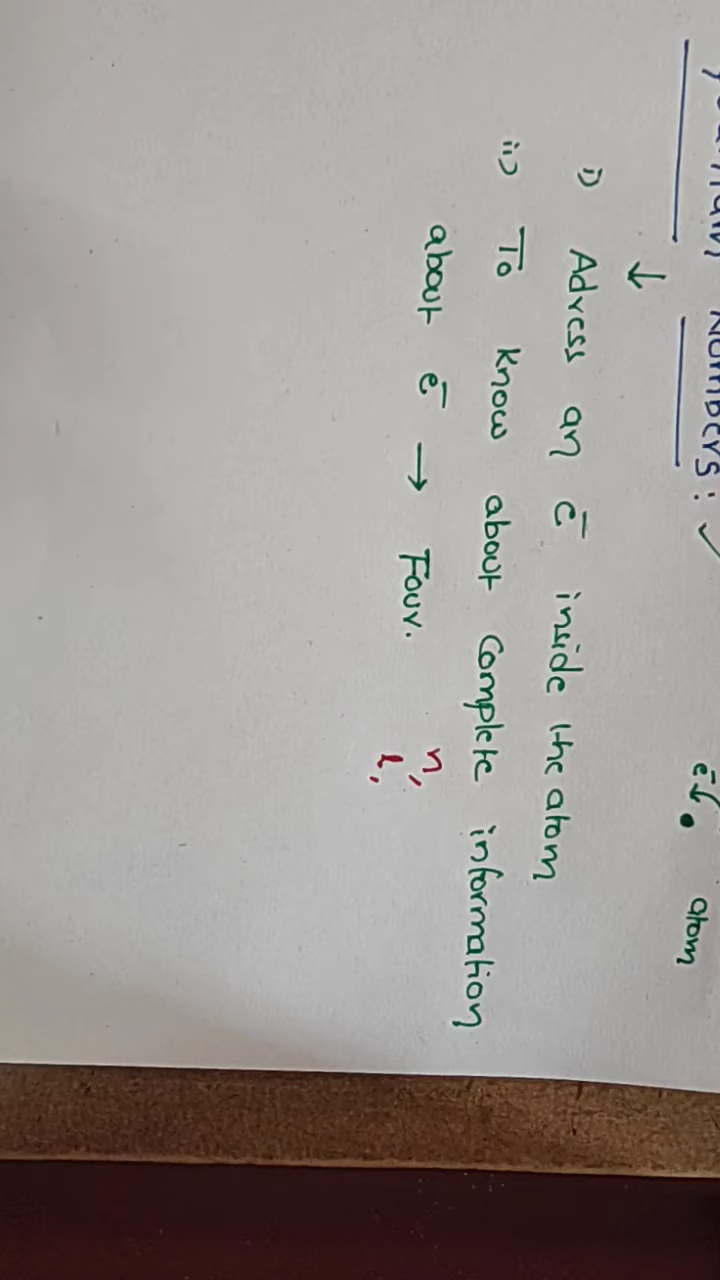 Numbers: ✓
↓
e̅ ↓ • atom
i) Adress an e̅ inside the atom
ii) To know about Complete information
about e̅ → Four.
n,
l,